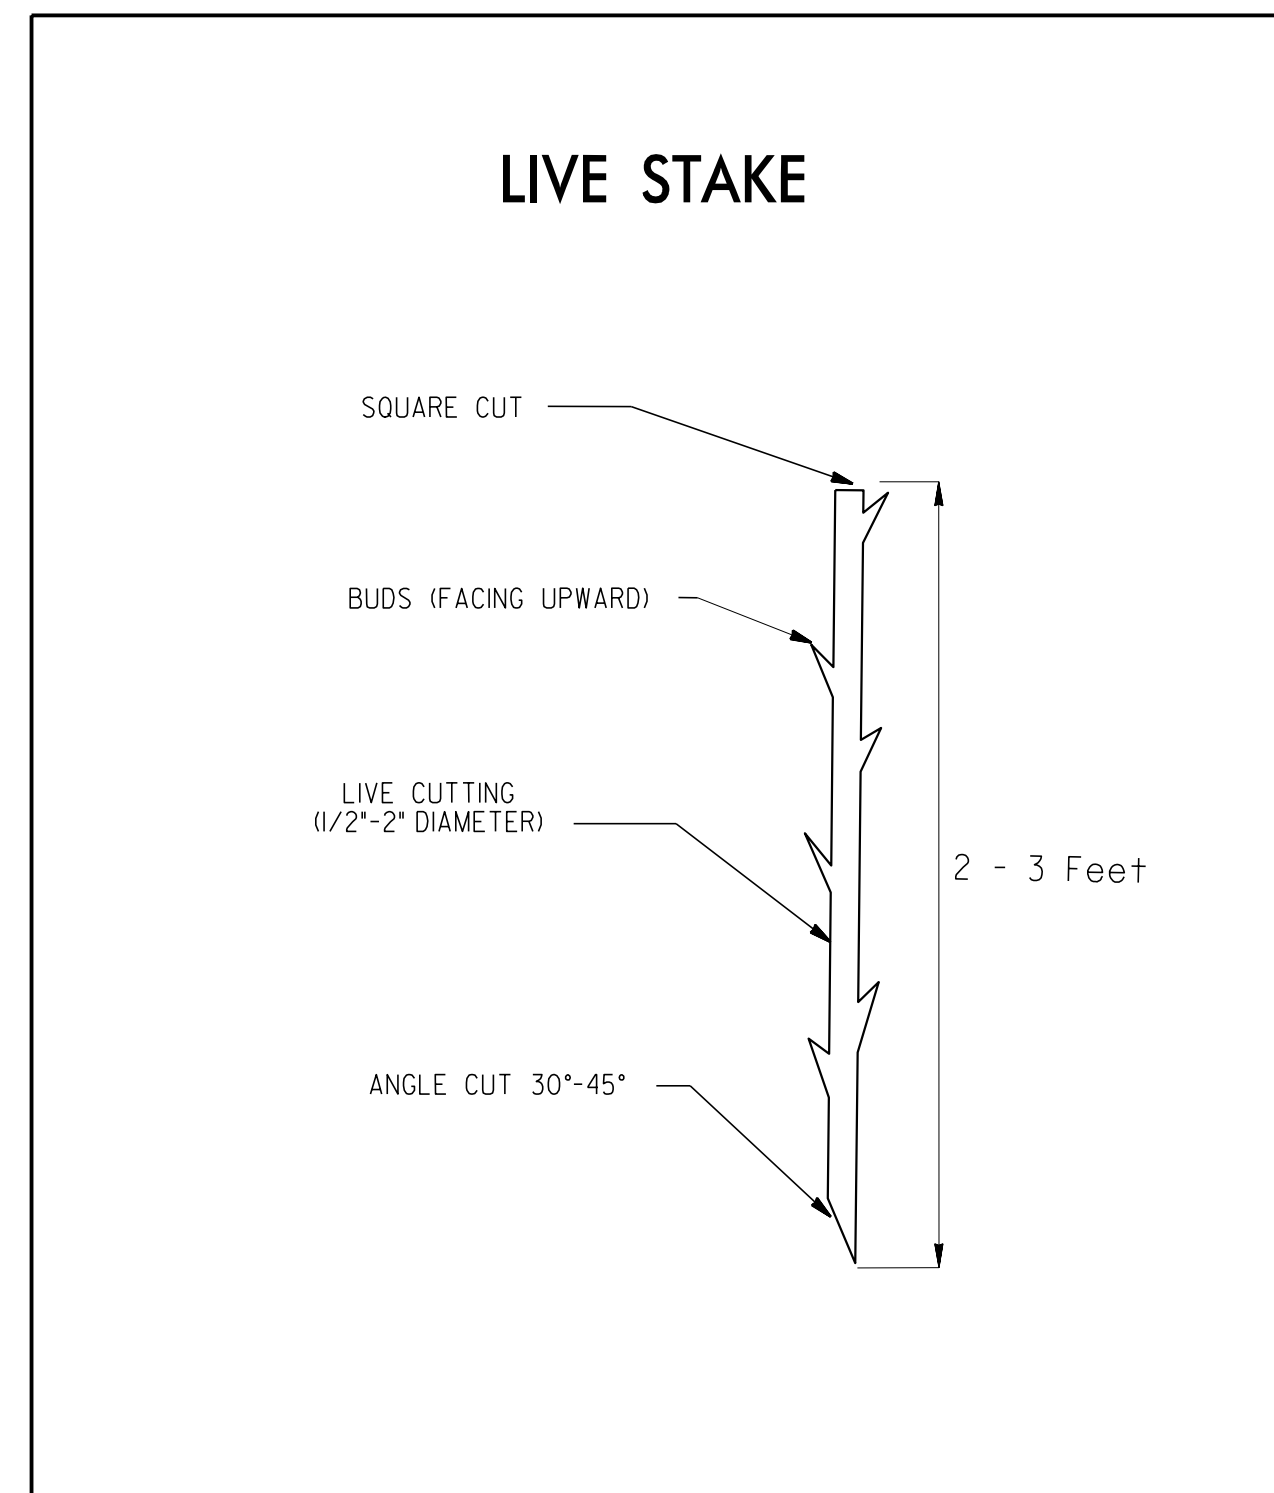 LIVE STAKE
SQUARE CUT
BUDS (FACING UPWARD)
LIVE CUTTING
(1/2"-2" DIAMETER)
2 - 3 Feet
ANGLE CUT 30°-45°